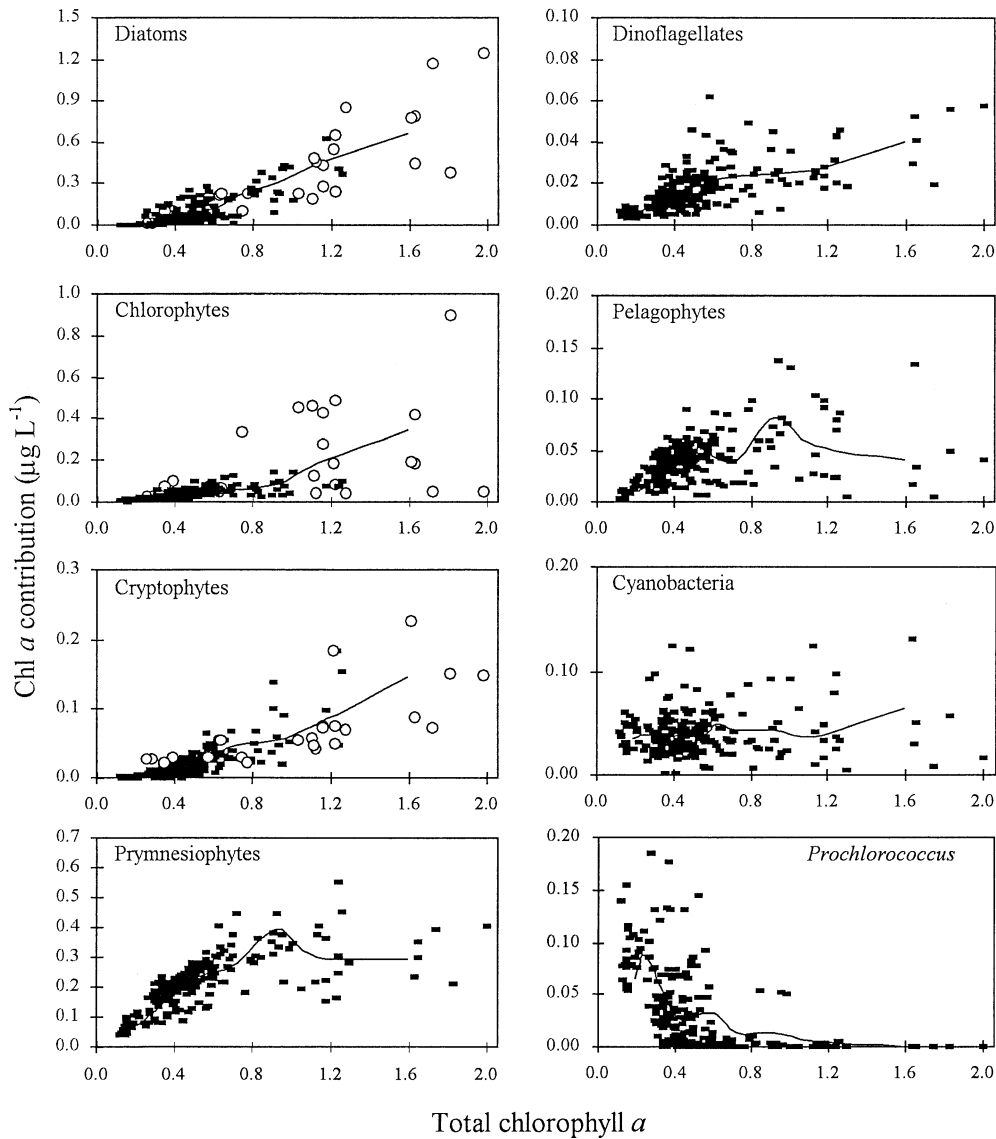 Diatoms
1.5
1.2
0.9
0.6
0.3
0.0
0.0 0.4 0.8 1.2 1.6 2.0
Dinoflagellates
0.10
0.08
0.06
0.04
0.02
0.00
0.0 0.4 0.8 1.2 1.6 2.0
Chlorophytes
1.0
0.8
0.6
0.4
0.2
0.0
0.0 0.4 0.8 1.2 1.6 2.0
Pelagophytes
0.20
0.15
0.10
0.05
0.00
0.0 0.4 0.8 1.2 1.6 2.0
Cryptophytes
0.3
0.2
0.1
0.0
0.0 0.4 0.8 1.2 1.6 2.0
Cyanobacteria
0.20
0.10
0.00
0.0 0.4 0.8 1.2 1.6 2.0
Prymnesiophytes
0.7
0.6
0.5
0.4
0.3
0.2
0.1
0.0
0.0 0.4 0.8 1.2 1.6 2.0
Prochlorococcus
0.20
0.15
0.10
0.05
0.00
0.0 0.4 0.8 1.2 1.6 2.0
Chl a contribution (µg L⁻¹)
Total chlorophyll a